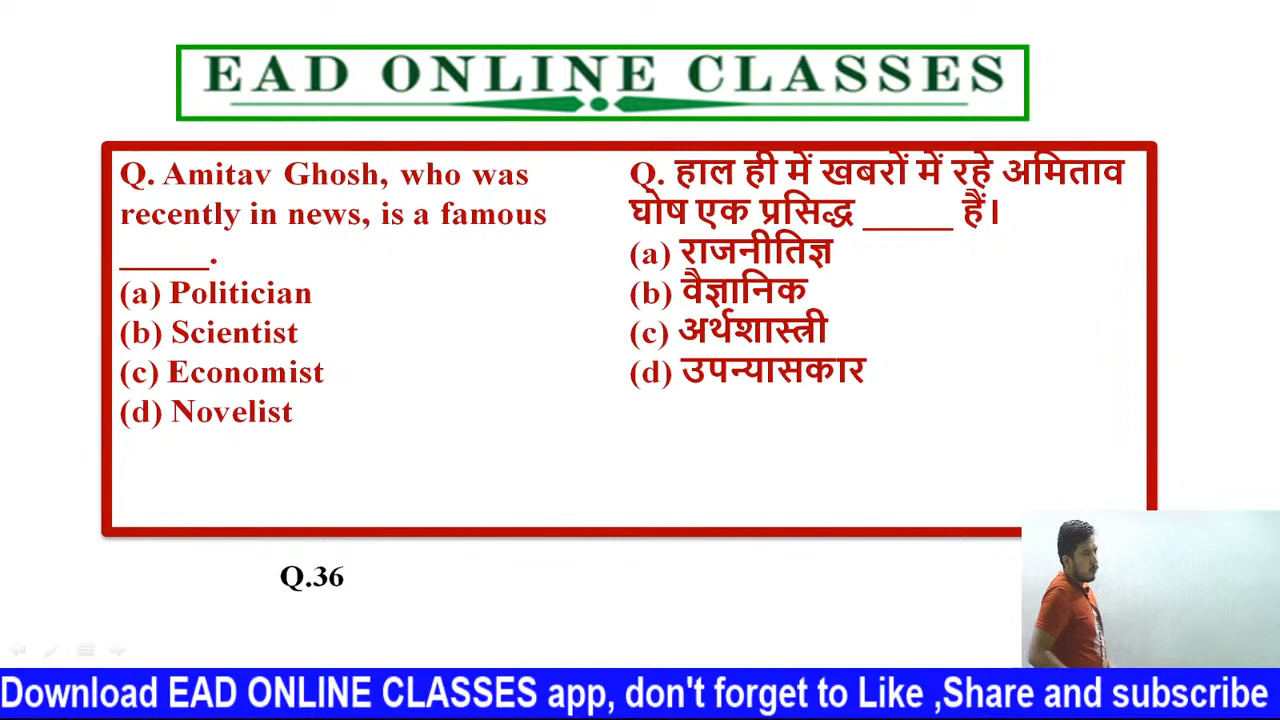 EAD ONLINE CLASSES
Q. Amitav Ghosh, who was
recently in news, is a famous
_____.
(a) Politician
(b) Scientist
(c) Economist
(d) Novelist
Q. हाल ही में खबरों में रहे अमिताव
घोष एक प्रसिद्ध _____ हैं।
(a) राजनीतिज्ञ
(b) वैज्ञानिक
(c) अर्थशास्त्री
(d) उपन्यासकार
Q.36
Download EAD ONLINE CLASSES app, don't forget to Like ,Share and subscribe